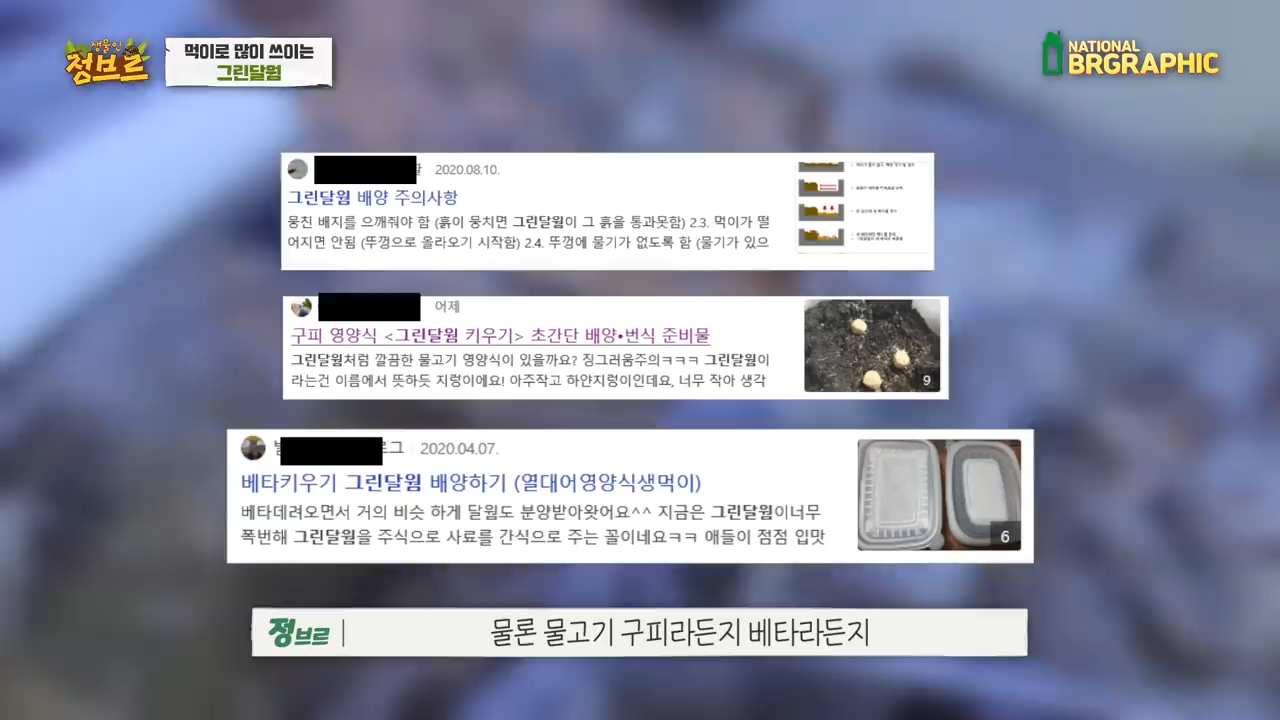 생물인
정브르
먹이로 많이 쓰이는
그린달웜
NATIONAL
BRGRAPHIC
2020.08.10.
그린달웜 배양 주의사항
뭉친 배지를 으깨줘야 함 (흙이 뭉치면 그린달웜이 그 흙을 통과못함) 2.3. 먹이가 떨
어지면 안됨 (뚜껑으로 올라오기 시작함) 2.4. 뚜껑에 물기가 없도록 함 (물기가 있으
어제
구피 영양식 <그린달웜 키우기> 초간단 배양•번식 준비물
그린달웜처럼 깔끔한 물고기 영양식이 있을까요? 징그러움주의ㅋㅋㅋ 그린달웜이
라는건 이름에서 뜻하듯 지렁이에요! 아주작고 하얀지렁이인데요, 너무 작아 생각
9
로그 2020.04.07.
베타키우기 그린달웜 배양하기 (열대어영양식생먹이)
베타데려오면서 거의 비슷 하게 달웜도 분양받아왓어요^^ 지금은 그린달웜이너무
폭번해 그린달웜을 주식으로 사료를 간식으로 주는 꼴이네요ㅋㅋ 애들이 점점 입맛
6
정브르 | 물론 물고기 구피라든지 베타라든지